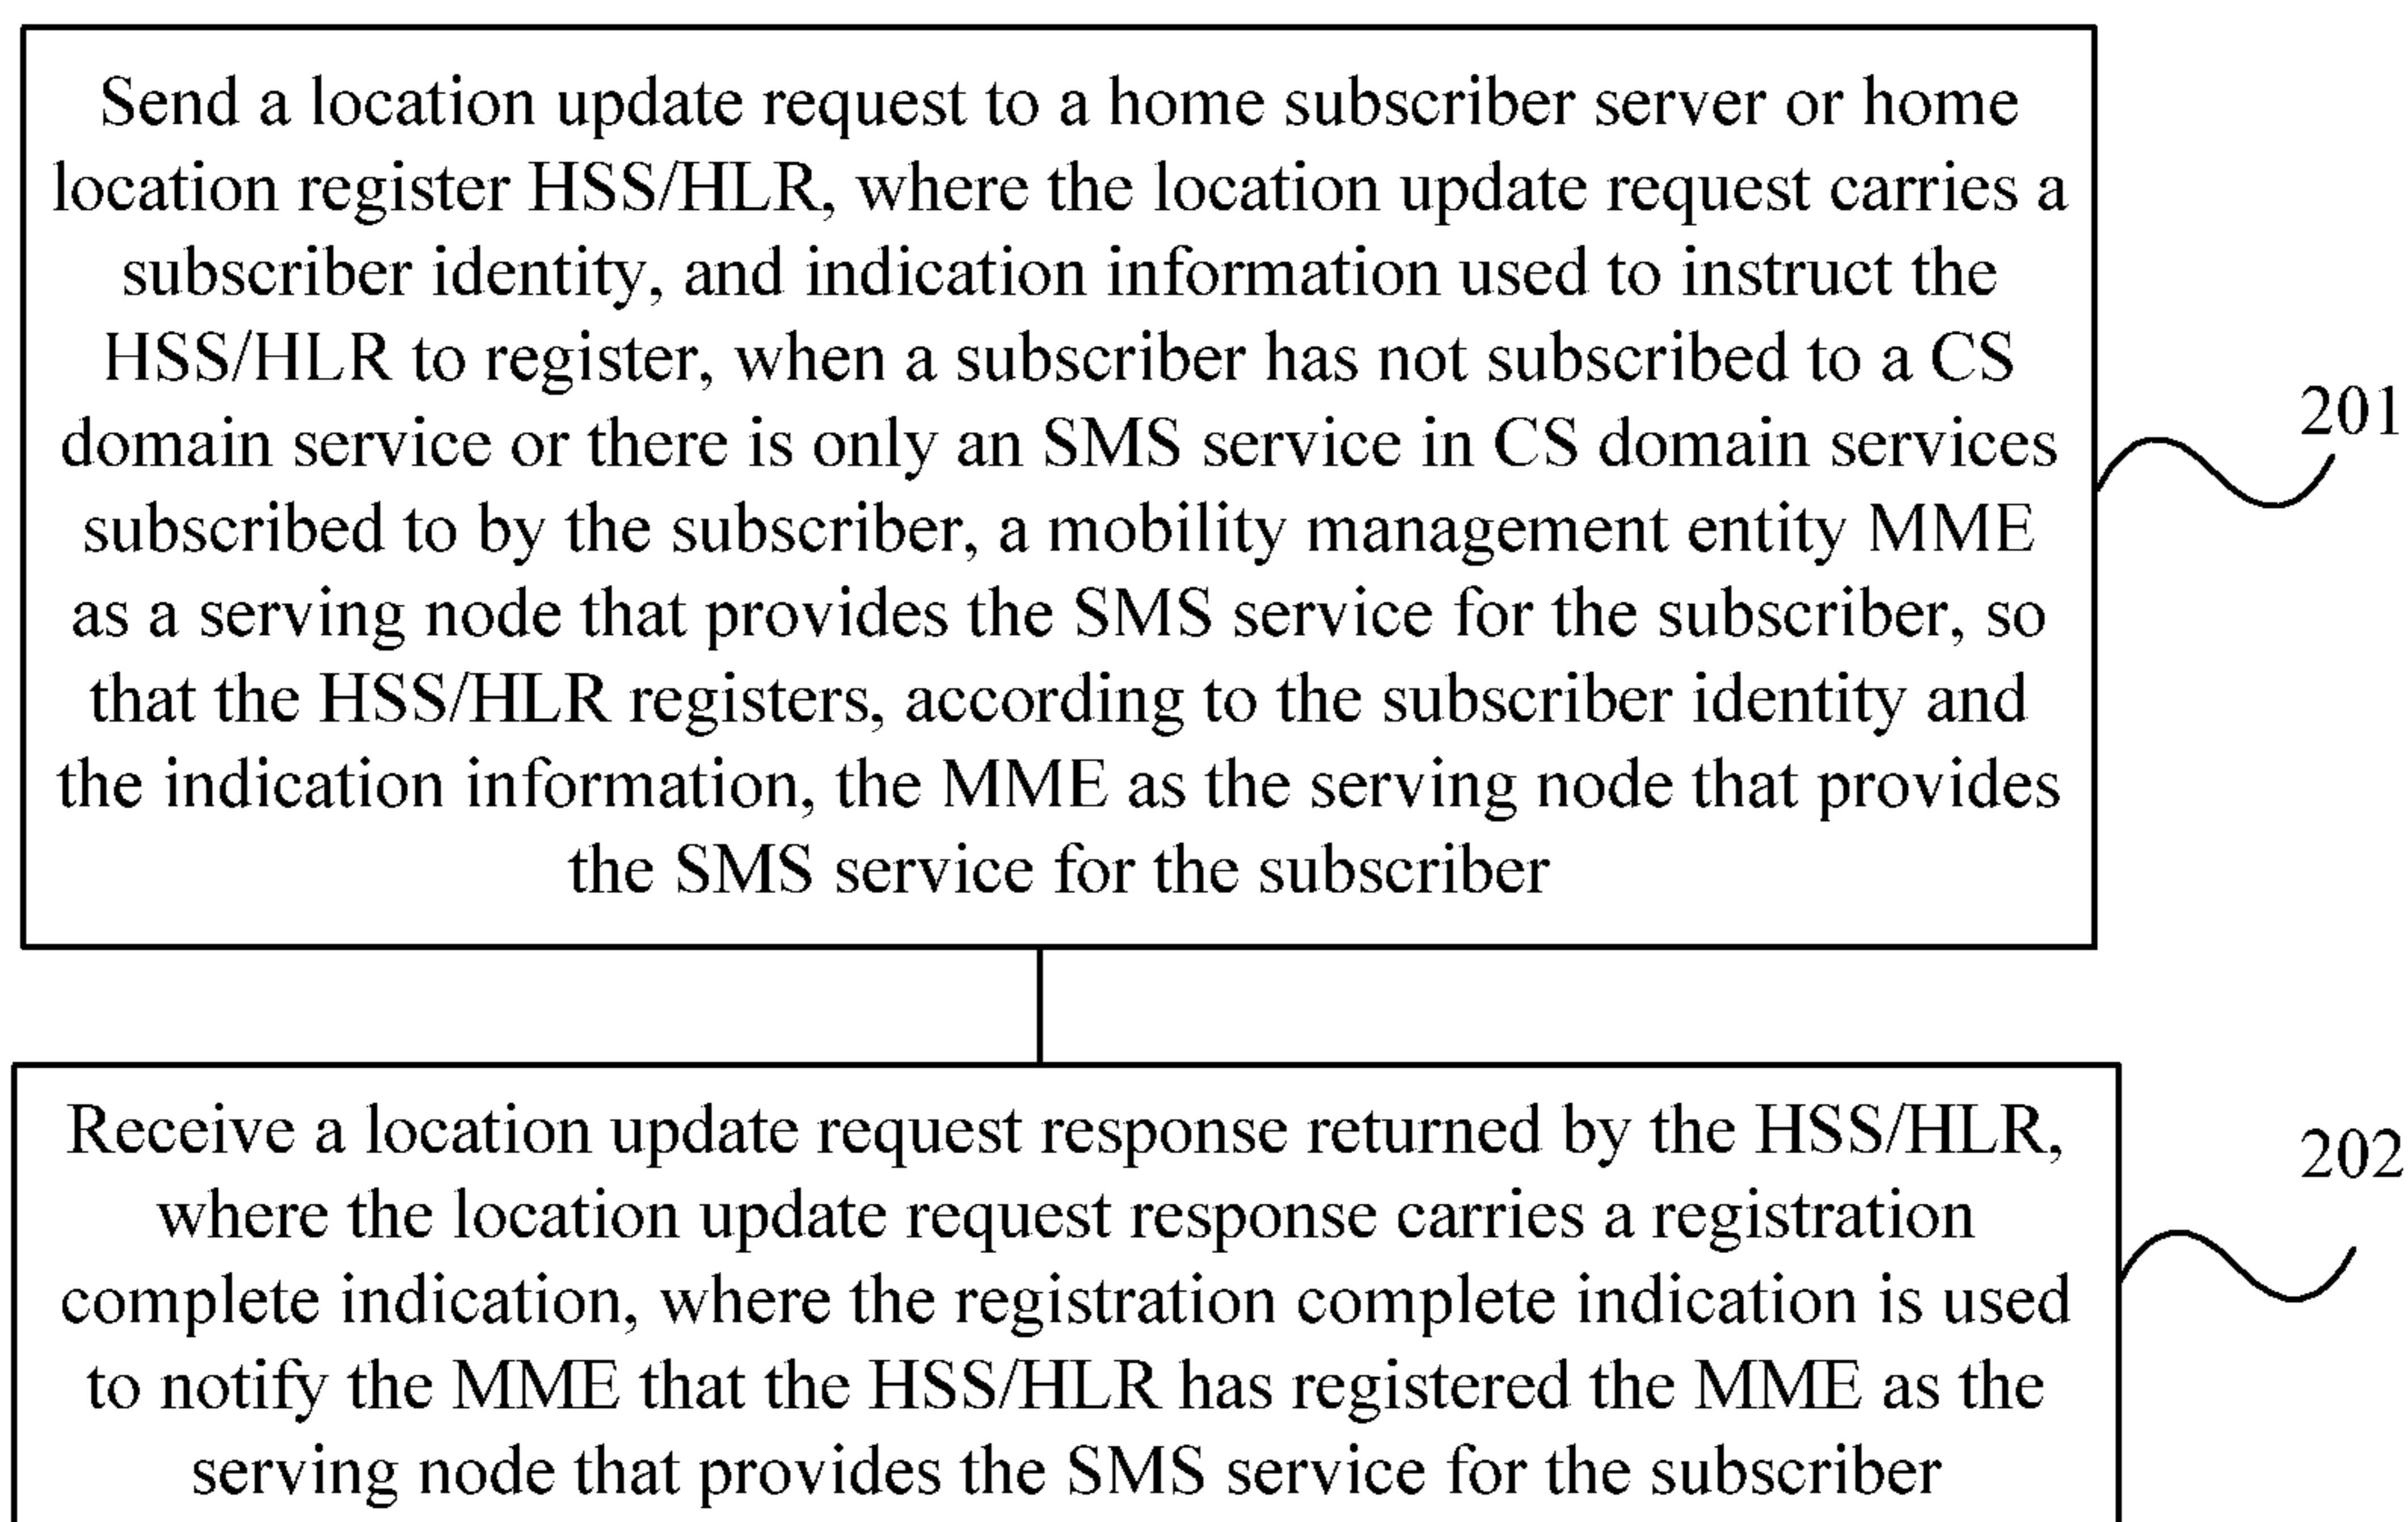 Send a location update request to a home subscriber server or home
location register HSS/HLR, where the location update request carries a
subscriber identity, and indication information used to instruct the
HSS/HLR to register, when a subscriber has not subscribed to a CS
domain service or there is only an SMS service in CS domain services
subscribed to by the subscriber, a mobility management entity MME
as a serving node that provides the SMS service for the subscriber, so
that the HSS/HLR registers, according to the subscriber identity and
the indication information, the MME as the serving node that provides
the SMS service for the subscriber
201
Receive a location update request response returned by the HSS/HLR,
where the location update request response carries a registration
complete indication, where the registration complete indication is used
to notify the MME that the HSS/HLR has registered the MME as the
serving node that provides the SMS service for the subscriber
202